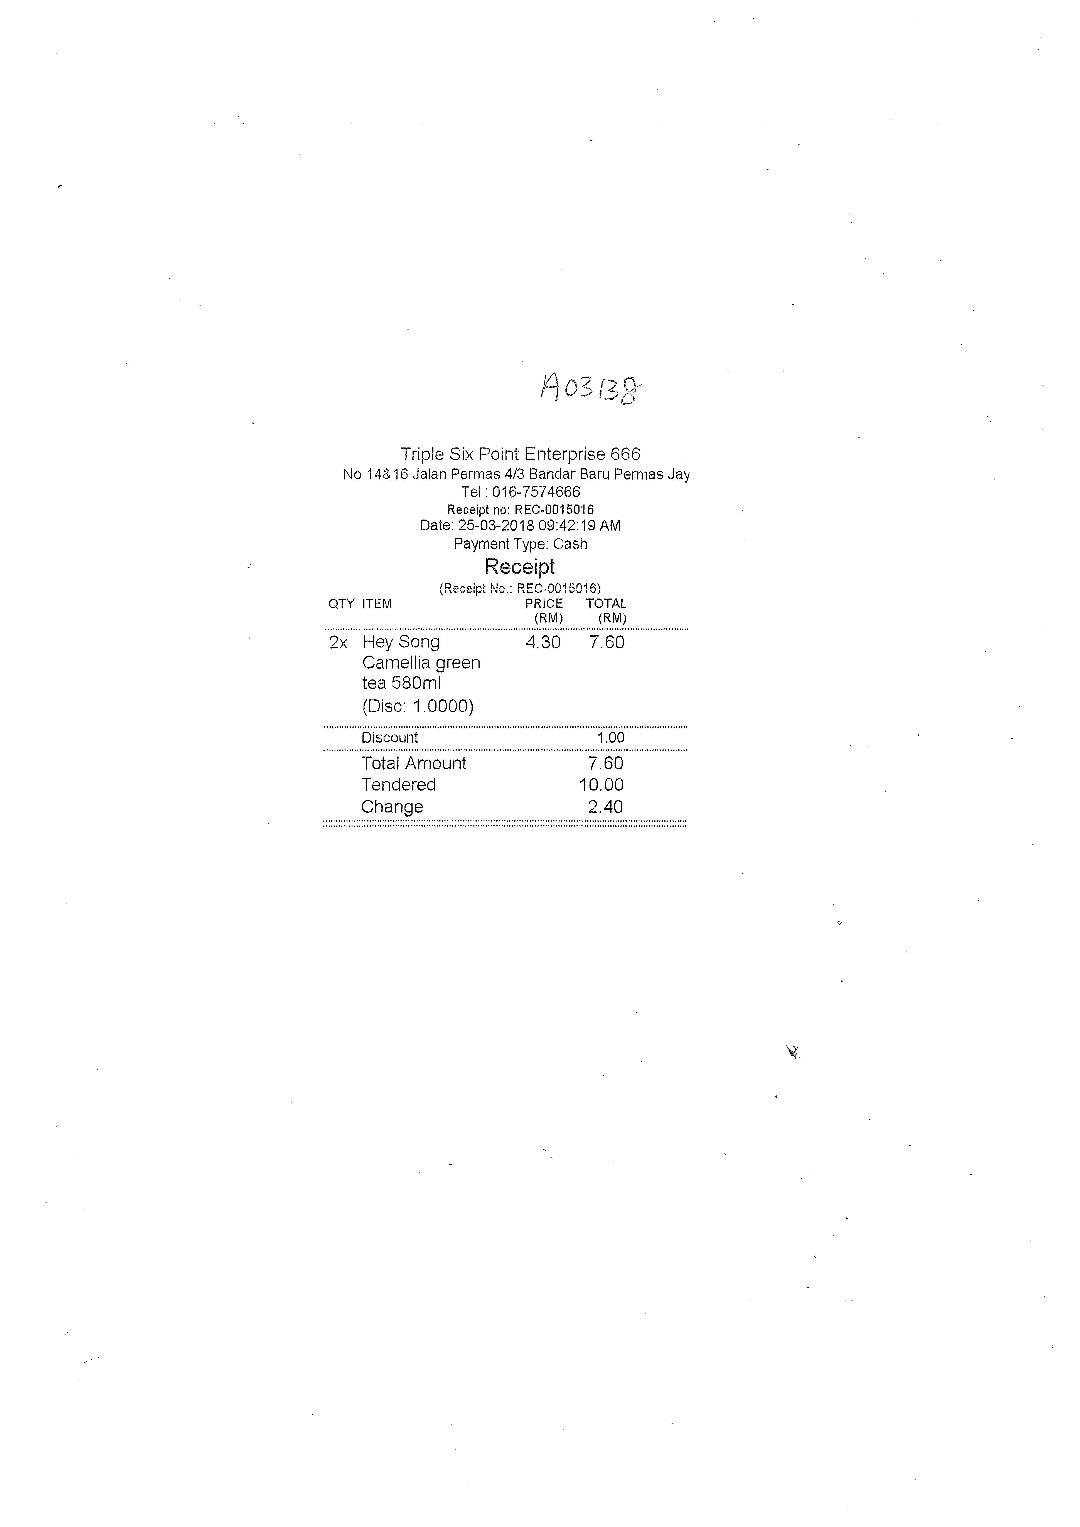 A03138
Triple Six Point Enterprise 666
No 14&16 Jalan Permas 4/3 Bandar Baru Permas Jay
Tel : 016-7574666
Receipt no: REC-0015016
Date: 25-03-2018 09:42:19 AM
Payment Type: Cash
Receipt
(Receipt No.: REC-0015016)
QTY ITEM PRICE TOTAL
(RM) (RM)
2x Hey Song 4.30 7.60
Camellia green
tea 580ml
(Disc: 1.0000)
Discount 1.00
Total Amount 7.60
Tendered 10.00
Change 2.40